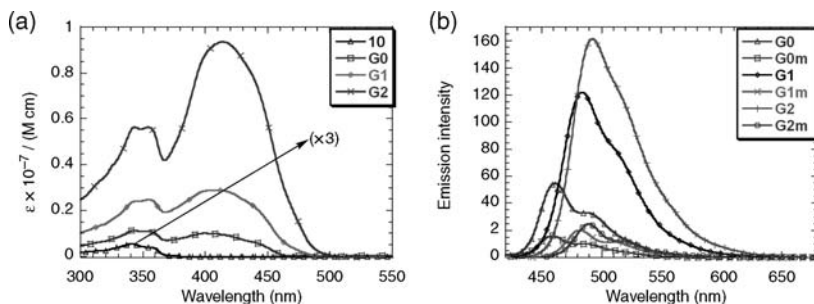 (a)
1
0.8
0.6
0.4
0.2
0
ε × 10⁻⁷ / (M cm)
10
G0
G1
G2
(×3)
300 350 400 450 500 550
Wavelength (nm)
(b)
160
140
120
100
80
60
40
2
0
Emission intensity
G0
G0m
G1
G1m
G2
G2m
450 500 550 600 650
Wavelength (nm)